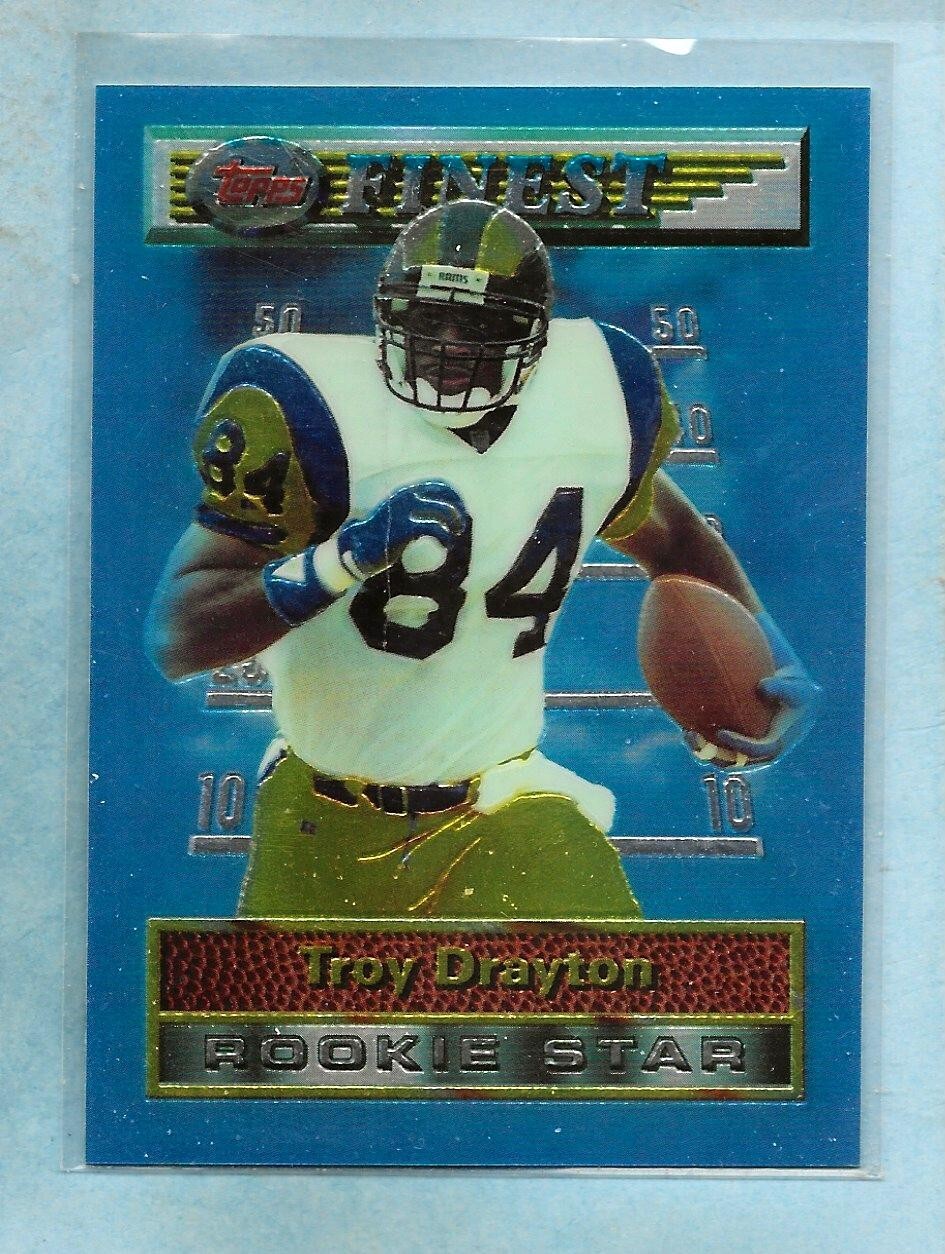 Topps FINEST
RAMS
50 50
84
84
10 10
Troy Drayton
ROOKIE STAR